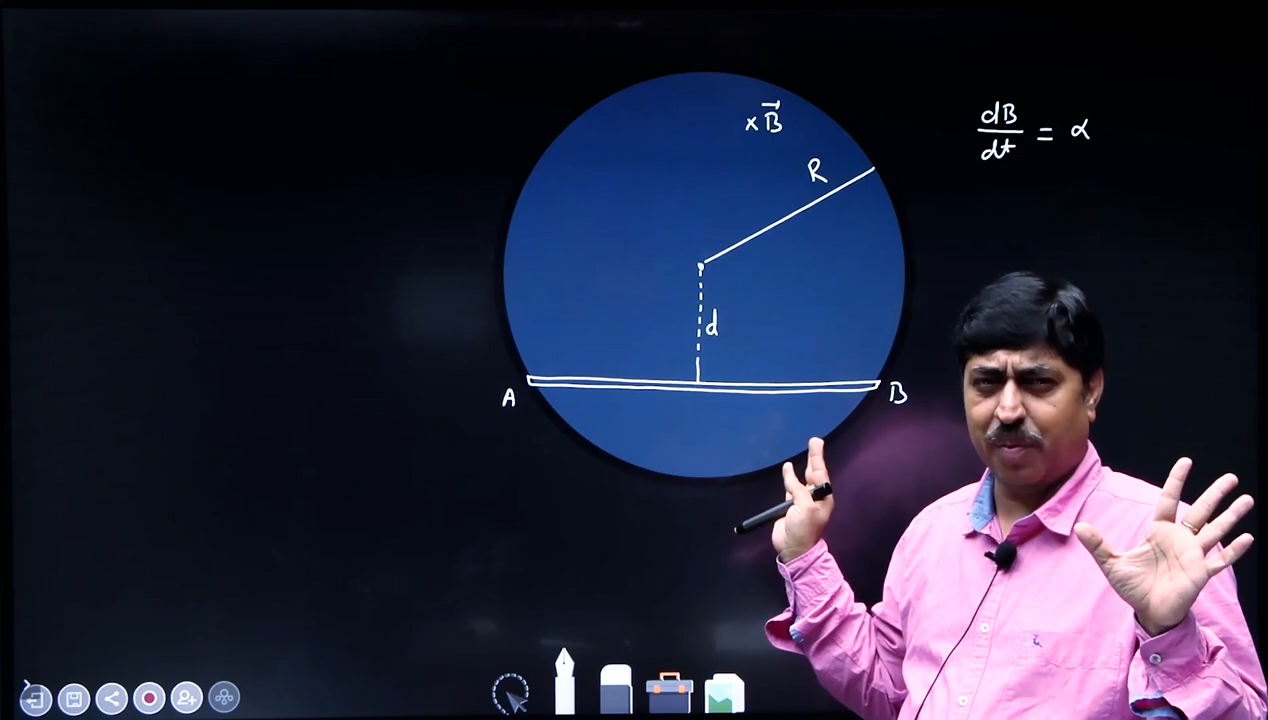 × B⃗
dB/dt = α
R
d
A
B